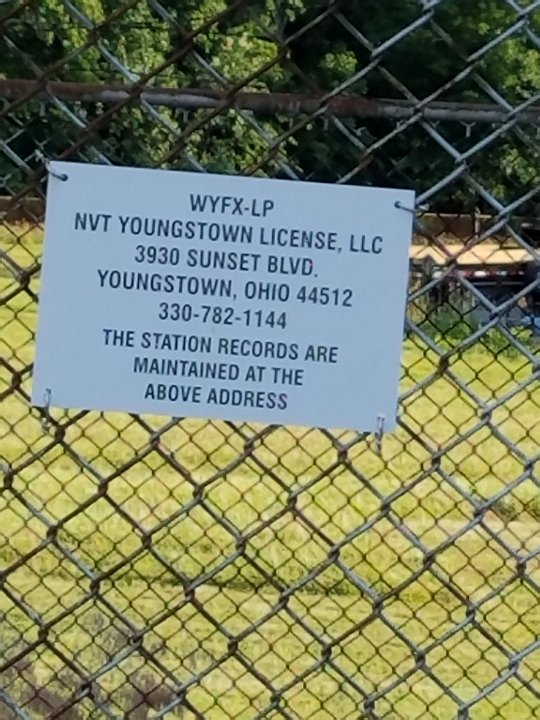 WYFX-LP
NVT YOUNGSTOWN LICENSE, LLC
3930 SUNSET BLVD.
YOUNGSTOWN, OHIO 44512
330-782-1144
THE STATION RECORDS ARE
MAINTAINED AT THE
ABOVE ADDRESS